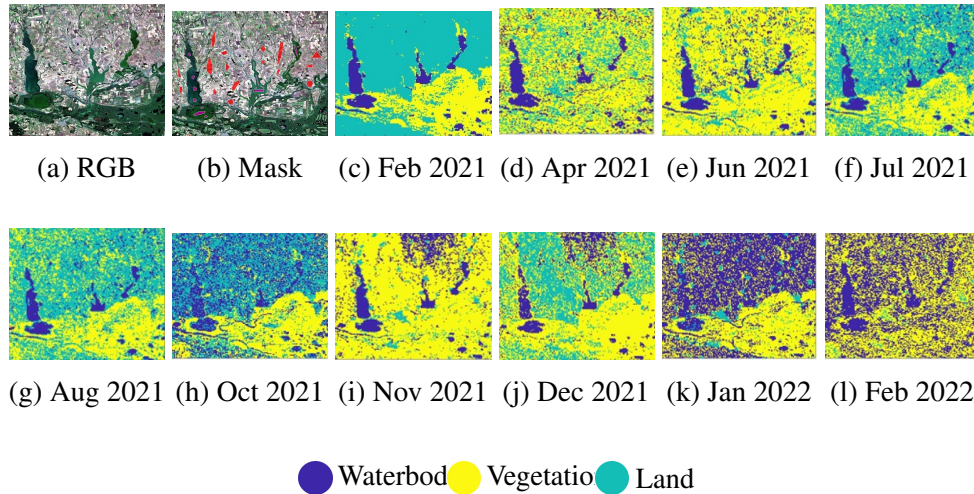 (a) RGB (b) Mask (c) Feb 2021 (d) Apr 2021 (e) Jun 2021 (f) Jul 2021
(g) Aug 2021 (h) Oct 2021 (i) Nov 2021 (j) Dec 2021 (k) Jan 2022 (l) Feb 2022
Waterbod Vegetatio Land